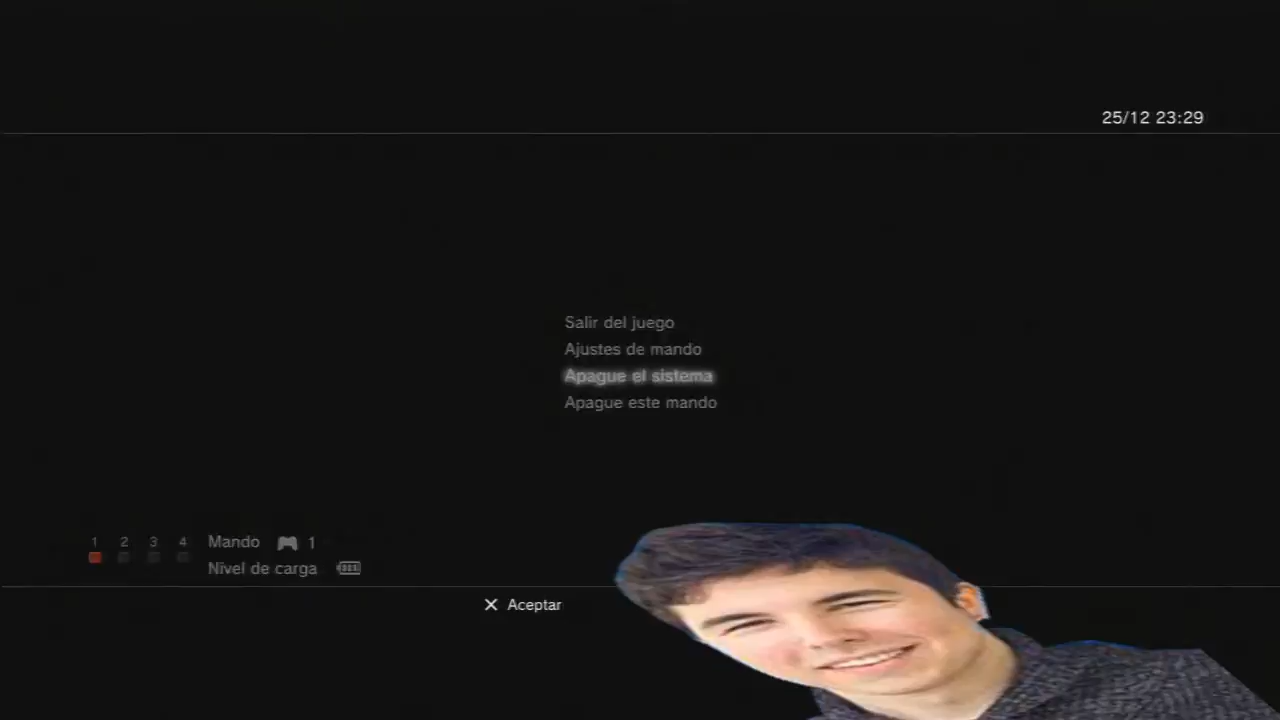 25/12 23:29
Salir del juego
Ajustes de mando
Apague el sistema
Apague este mando
1 2 3 4 Mando 1
Nivel de carga
X Aceptar